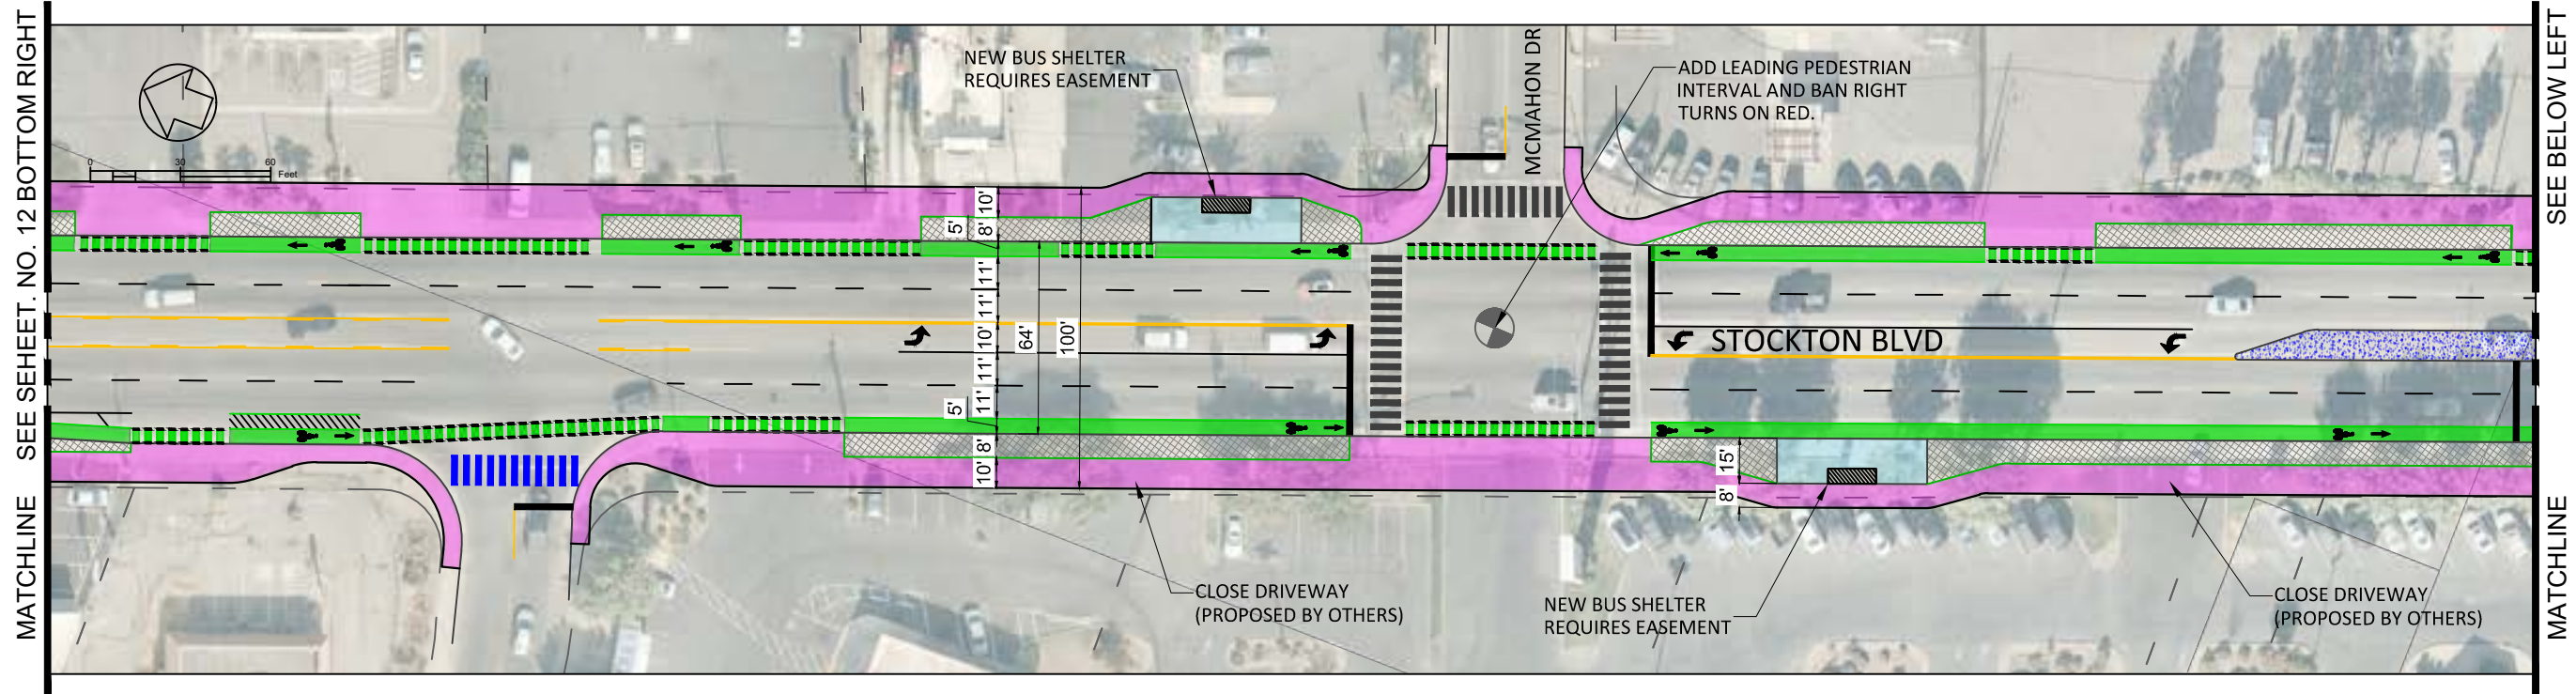 SEE SEHEET. NO. 12 BOTTOM RIGHT
MATCHLINE
0 30 60
Feet
NEW BUS SHELTER
REQUIRES EASEMENT
MCMAHON DR
ADD LEADING PEDESTRIAN
INTERVAL AND BAN RIGHT
TURNS ON RED.
SEE BELOW LEFT
MATCHLINE
10'
8'
5'
11'
11'
10'
11'
11'
5'
8'
10'
64'
100'
STOCKTON BLVD
15'
8'
CLOSE DRIVEWAY
(PROPOSED BY OTHERS)
NEW BUS SHELTER
REQUIRES EASEMENT
CLOSE DRIVEWAY
(PROPOSED BY OTHERS)